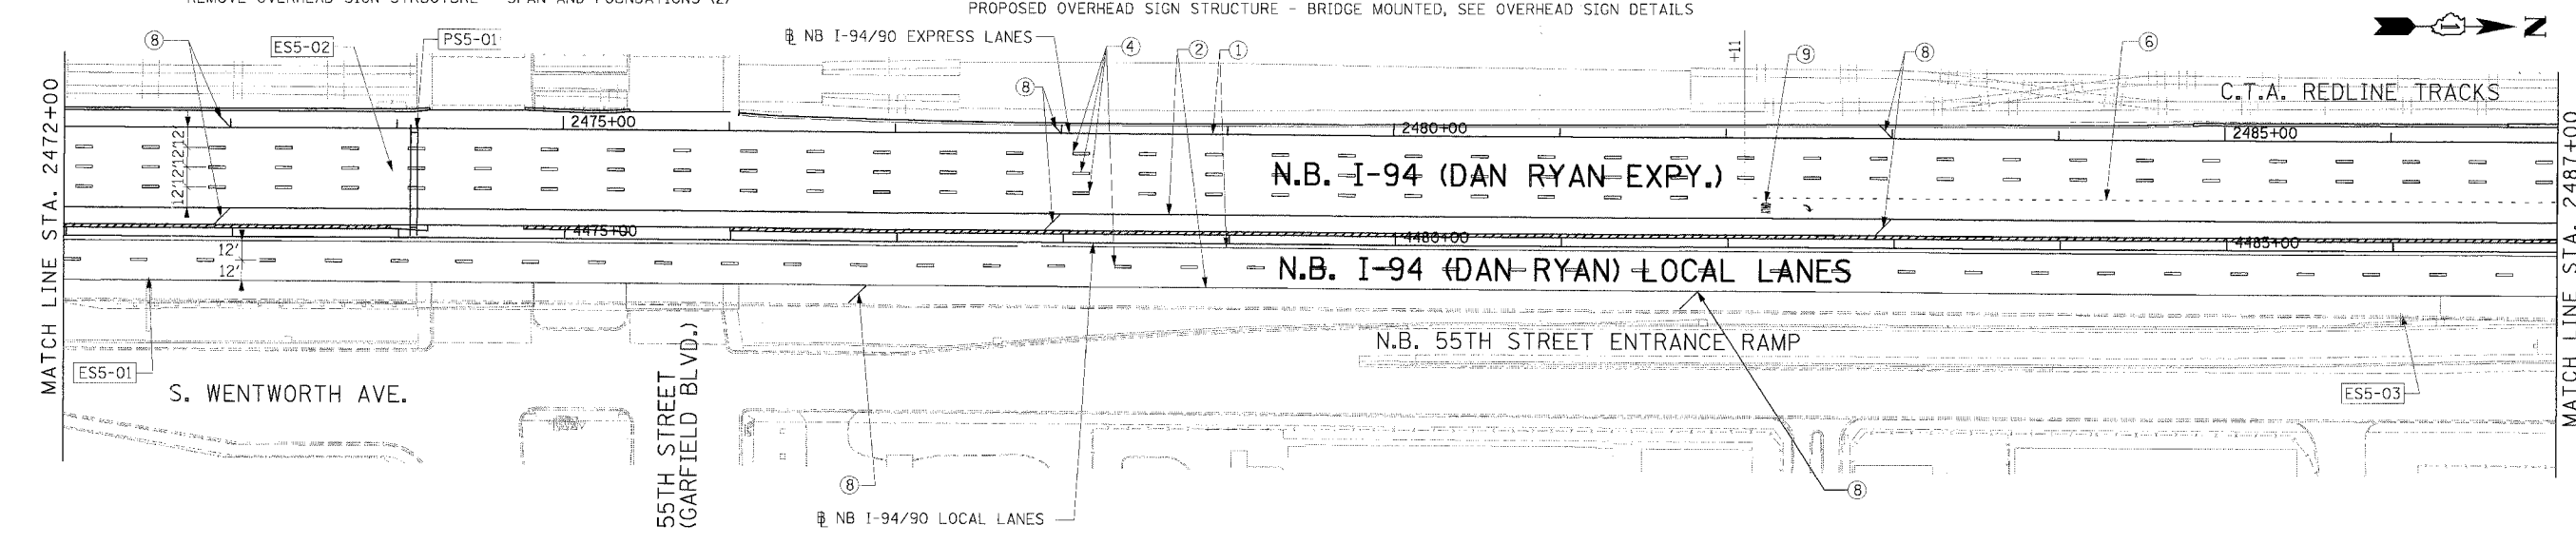 REMOVE OVERHEAD SIGN STRUCTURE - SPAN AND FOUNDATIONS (2)
PROPOSED OVERHEAD SIGN STRUCTURE - BRIDGE MOUNTED, SEE OVERHEAD SIGN DETAILS
8
ES5-02
PS5-01
℄ NB I-94/90 EXPRESS LANES
4
2
1
+11
9
8
6
N
8
C.T.A. REDLINE TRACKS
MATCH LINE STA. 2472+00
2475+00
2480+00
2485+00
MATCH LINE STA. 2487+00
12'
12'
12'
12'
N.B. I-94 (DAN RYAN EXPY.)
4475+00
4480+00
4485+00
12'
12'
N.B. I-94 (DAN RYAN) LOCAL LANES
N.B. 55TH STREET ENTRANCE RAMP
ES5-01
S. WENTWORTH AVE.
55TH STREET
(GARFIELD BLVD.)
ES5-03
8
8
℄ NB I-94/90 LOCAL LANES